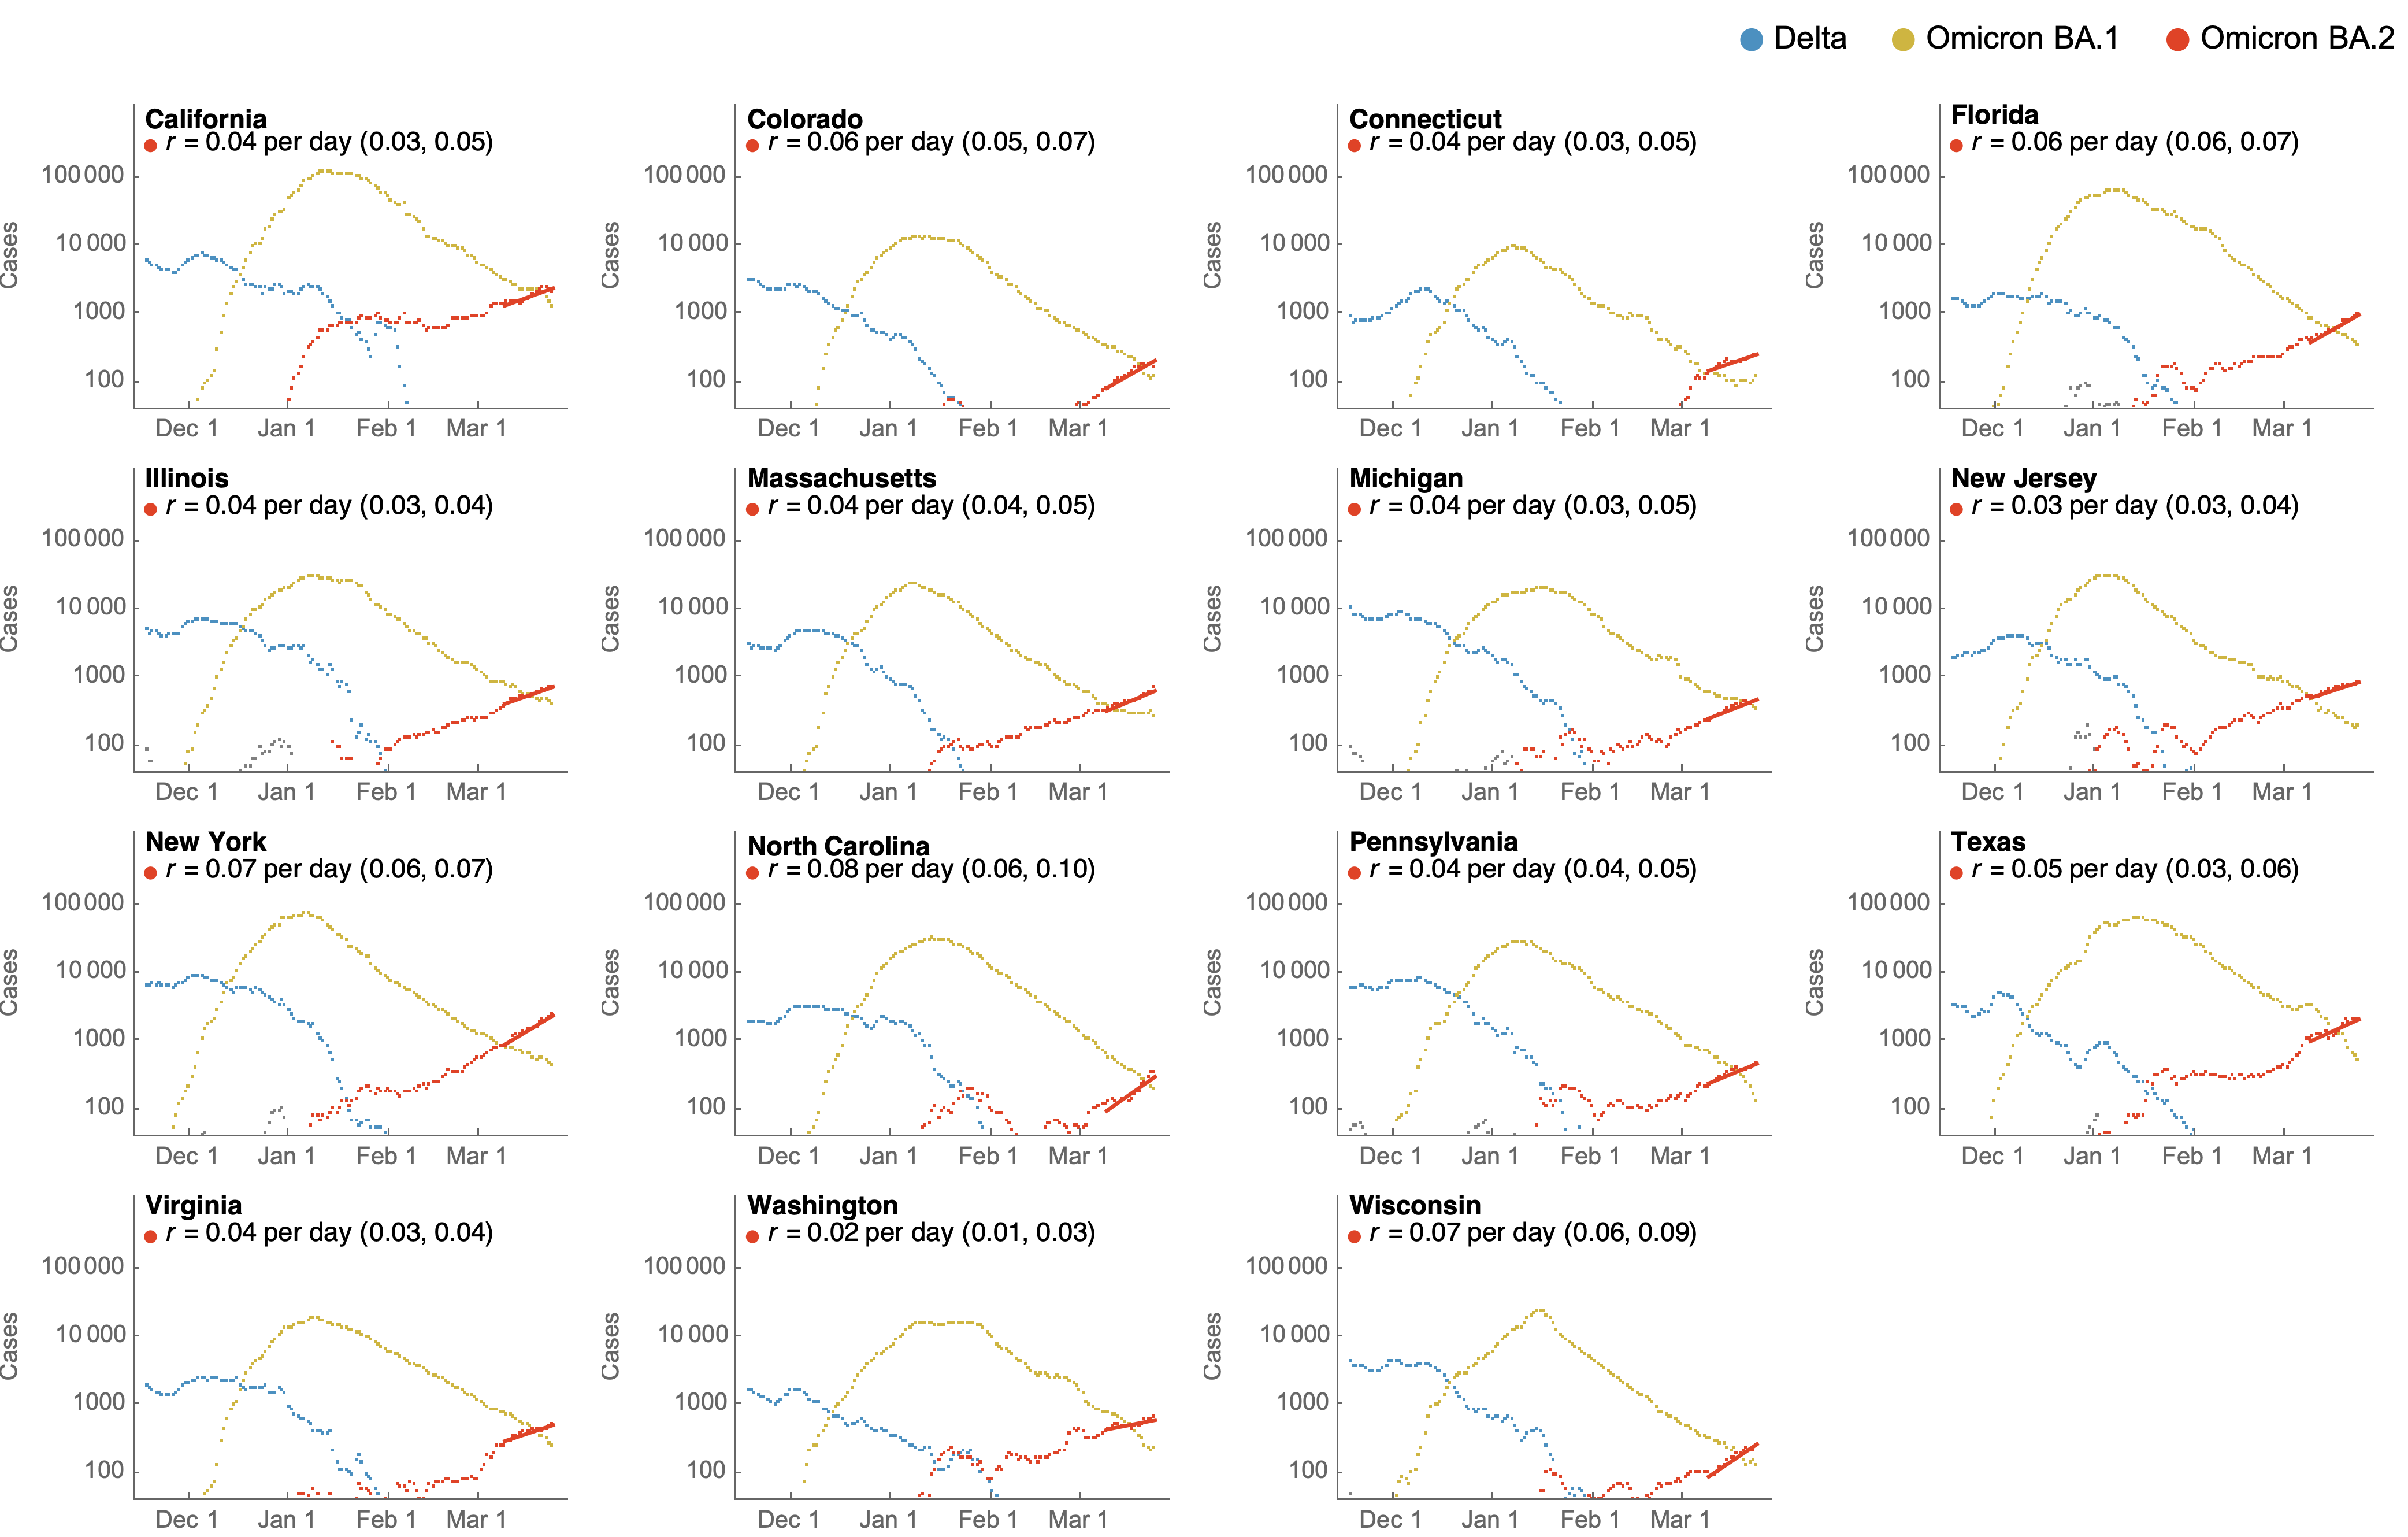 Delta Omicron BA.1 Omicron BA.2
California
r = 0.04 per day (0.03, 0.05)
100 000
10 000
1000
100
Cases
Dec 1 Jan 1 Feb 1 Mar 1
Colorado
r = 0.06 per day (0.05, 0.07)
100 000
10 000
1000
100
Cases
Dec 1 Jan 1 Feb 1 Mar 1
Connecticut
r = 0.04 per day (0.03, 0.05)
100 000
10 000
1000
100
Cases
Dec 1 Jan 1 Feb 1 Mar 1
Florida
r = 0.06 per day (0.06, 0.07)
100 000
10 000
1000
100
Cases
Dec 1 Jan 1 Feb 1 Mar 1
Illinois
r = 0.04 per day (0.03, 0.04)
100 000
10 000
1000
100
Cases
Dec 1 Jan 1 Feb 1 Mar 1
Massachusetts
r = 0.04 per day (0.04, 0.05)
100 000
10 000
1000
100
Cases
Dec 1 Jan 1 Feb 1 Mar 1
Michigan
r = 0.04 per day (0.03, 0.05)
100 000
10 000
1000
100
Cases
Dec 1 Jan 1 Feb 1 Mar 1
New Jersey
r = 0.03 per day (0.03, 0.04)
100 000
10 000
1000
100
Cases
Dec 1 Jan 1 Feb 1 Mar 1
New York
r = 0.07 per day (0.06, 0.07)
100 000
10 000
1000
100
Cases
Dec 1 Jan 1 Feb 1 Mar 1
North Carolina
r = 0.08 per day (0.06, 0.10)
100 000
10 000
1000
100
Cases
Dec 1 Jan 1 Feb 1 Mar 1
Pennsylvania
r = 0.04 per day (0.04, 0.05)
100 000
10 000
1000
100
Cases
Dec 1 Jan 1 Feb 1 Mar 1
Texas
r = 0.05 per day (0.03, 0.06)
100 000
10 000
1000
100
Cases
Dec 1 Jan 1 Feb 1 Mar 1
Virginia
r = 0.04 per day (0.03, 0.04)
100 000
10 000
1000
100
Cases
Dec 1 Jan 1 Feb 1 Mar 1
Washington
r = 0.02 per day (0.01, 0.03)
100 000
10 000
1000
100
Cases
Dec 1 Jan 1 Feb 1 Mar 1
Wisconsin
r = 0.07 per day (0.06, 0.09)
100 000
10 000
1000
100
Cases
Dec 1 Jan 1 Feb 1 Mar 1